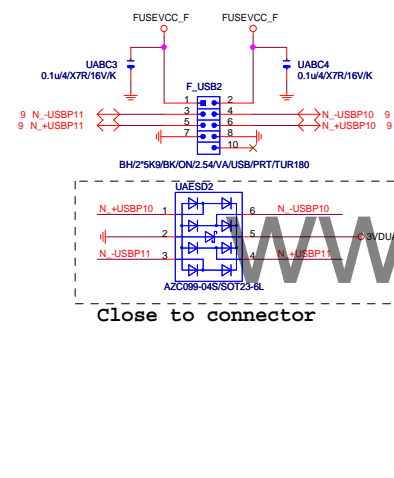 FUSEVCC_F FUSEVCC_F
UABC3
0.1u/4/X7R/16V/K
UABC4
0.1u/4/X7R/16V/K
F_USB2
1 2
9 N_-USBP11 3 4 N_-USBP10 9
9 N_+USBP11 5 6 N_+USBP10 9
7 8
10
BH/2*5K9/BK/ON/2.54/VA/USB/PRT/TUR180
UAESD2
N_+USBP10 1 6 N_-USBP10
2 5 3VDU
N_-USBP11 3 4 N_+USBP11
AZC099-04S/SOT23-6L
Close to connector